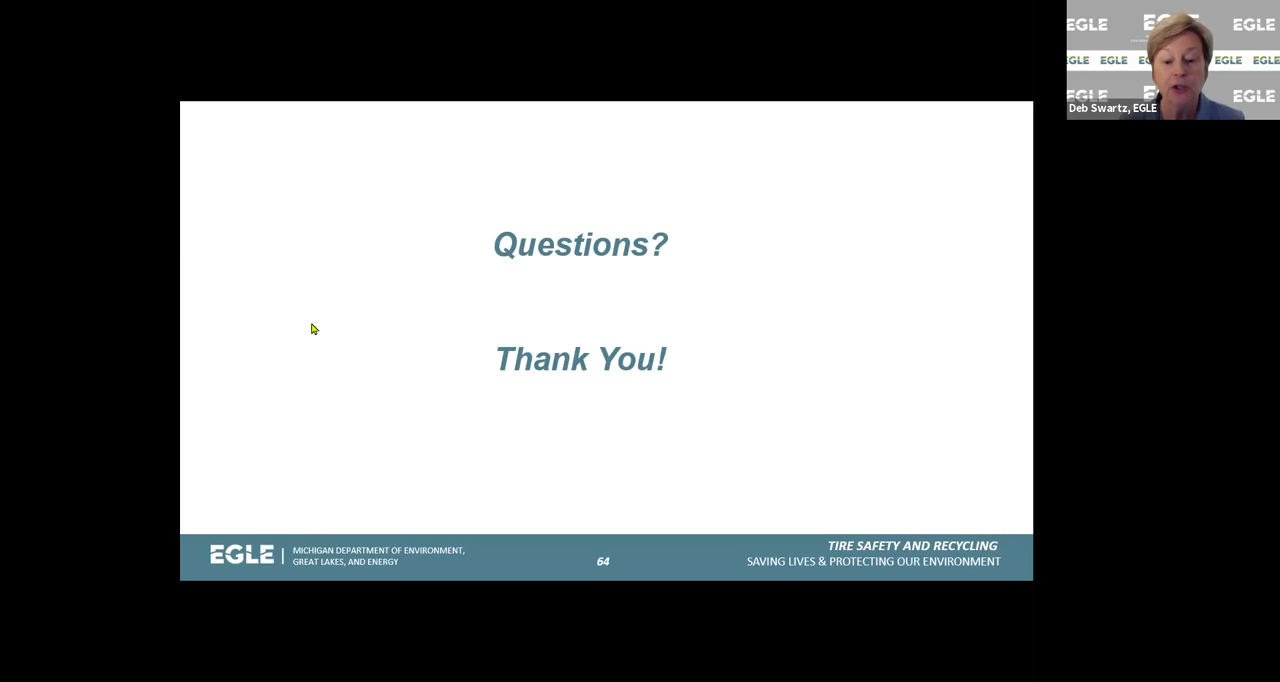 EGLE EGLE
EGLE EGLE EGLE EGLE
EGLE EGLE
Deb Swartz, EGLE
Questions?
Thank You!
EGLE
MICHIGAN DEPARTMENT OF ENVIRONMENT,
GREAT LAKES, AND ENERGY
64
TIRE SAFETY AND RECYCLING
SAVING LIVES & PROTECTING OUR ENVIRONMENT